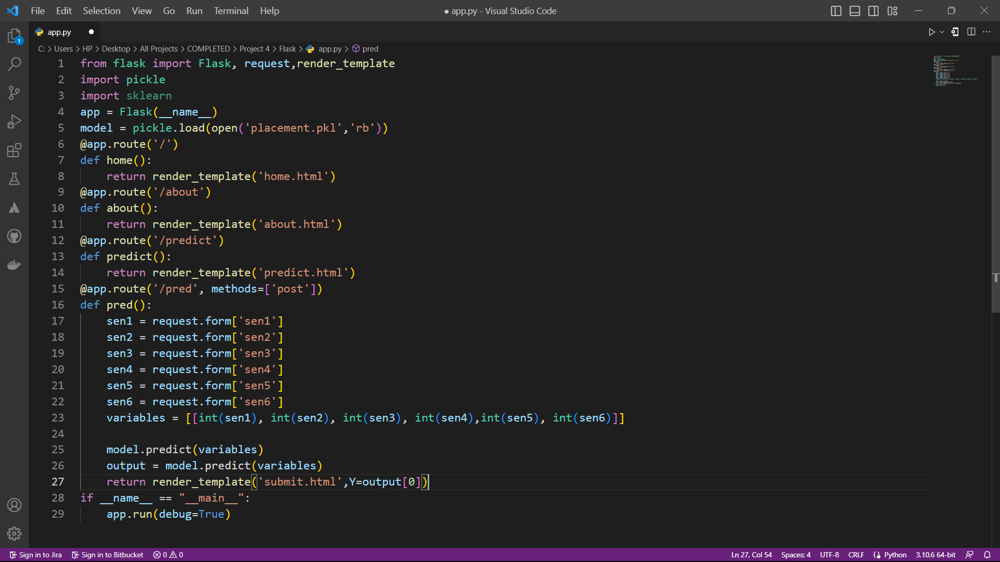 File Edit Selection View Go Run Terminal Help
● app.py - Visual Studio Code
1
app.py ●
C: > Users > HP > Desktop > All Projects > COMPLETED > Project 4 > Flask > app.py > pred
1 from flask import Flask, request,render_template
2 import pickle
3 import sklearn
4 app = Flask(__name__)
5 model = pickle.load(open('placement.pkl','rb'))
6 @app.route('/')
7 def home():
8     return render_template('home.html')
9 @app.route('/about')
10 def about():
11     return render_template('about.html')
12 @app.route('/predict')
13 def predict():
14     return render_template('predict.html')
15 @app.route('/pred', methods=['post'])
16 def pred():
17     sen1 = request.form['sen1']
18     sen2 = request.form['sen2']
19     sen3 = request.form['sen3']
20     sen4 = request.form['sen4']
21     sen5 = request.form['sen5']
22     sen6 = request.form['sen6']
23     variables = [[int(sen1), int(sen2), int(sen3), int(sen4),int(sen5), int(sen6)]]
24
25     model.predict(variables)
26     output = model.predict(variables)
27     return render_template('submit.html',Y=output[0])
28 if __name__ == "__main__":
29     app.run(debug=True)
Sign in to Jira Sign in to Bitbucket 0 0 Ln 27, Col 54 Spaces: 4 UTF-8 CRLF Python 3.10.6 64-bit